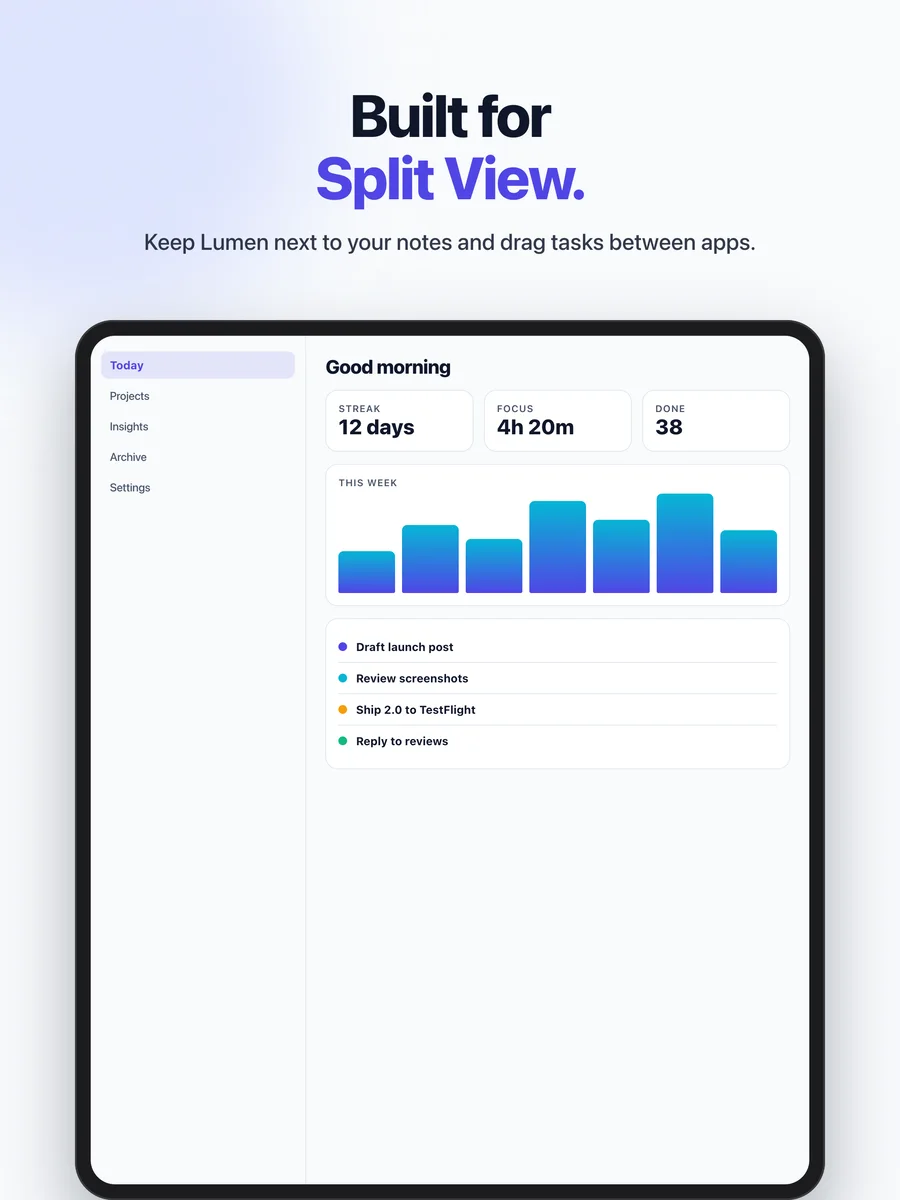 Built for
Split View.
Keep Lumen next to your notes and drag tasks between apps.
Today
Projects
Insights
Archive
Settings
Good morning
STREAK
12 days
FOCUS
4h 20m
DONE
38
THIS WEEK
Draft launch post
Review screenshots
Ship 2.0 to TestFlight
Reply to reviews